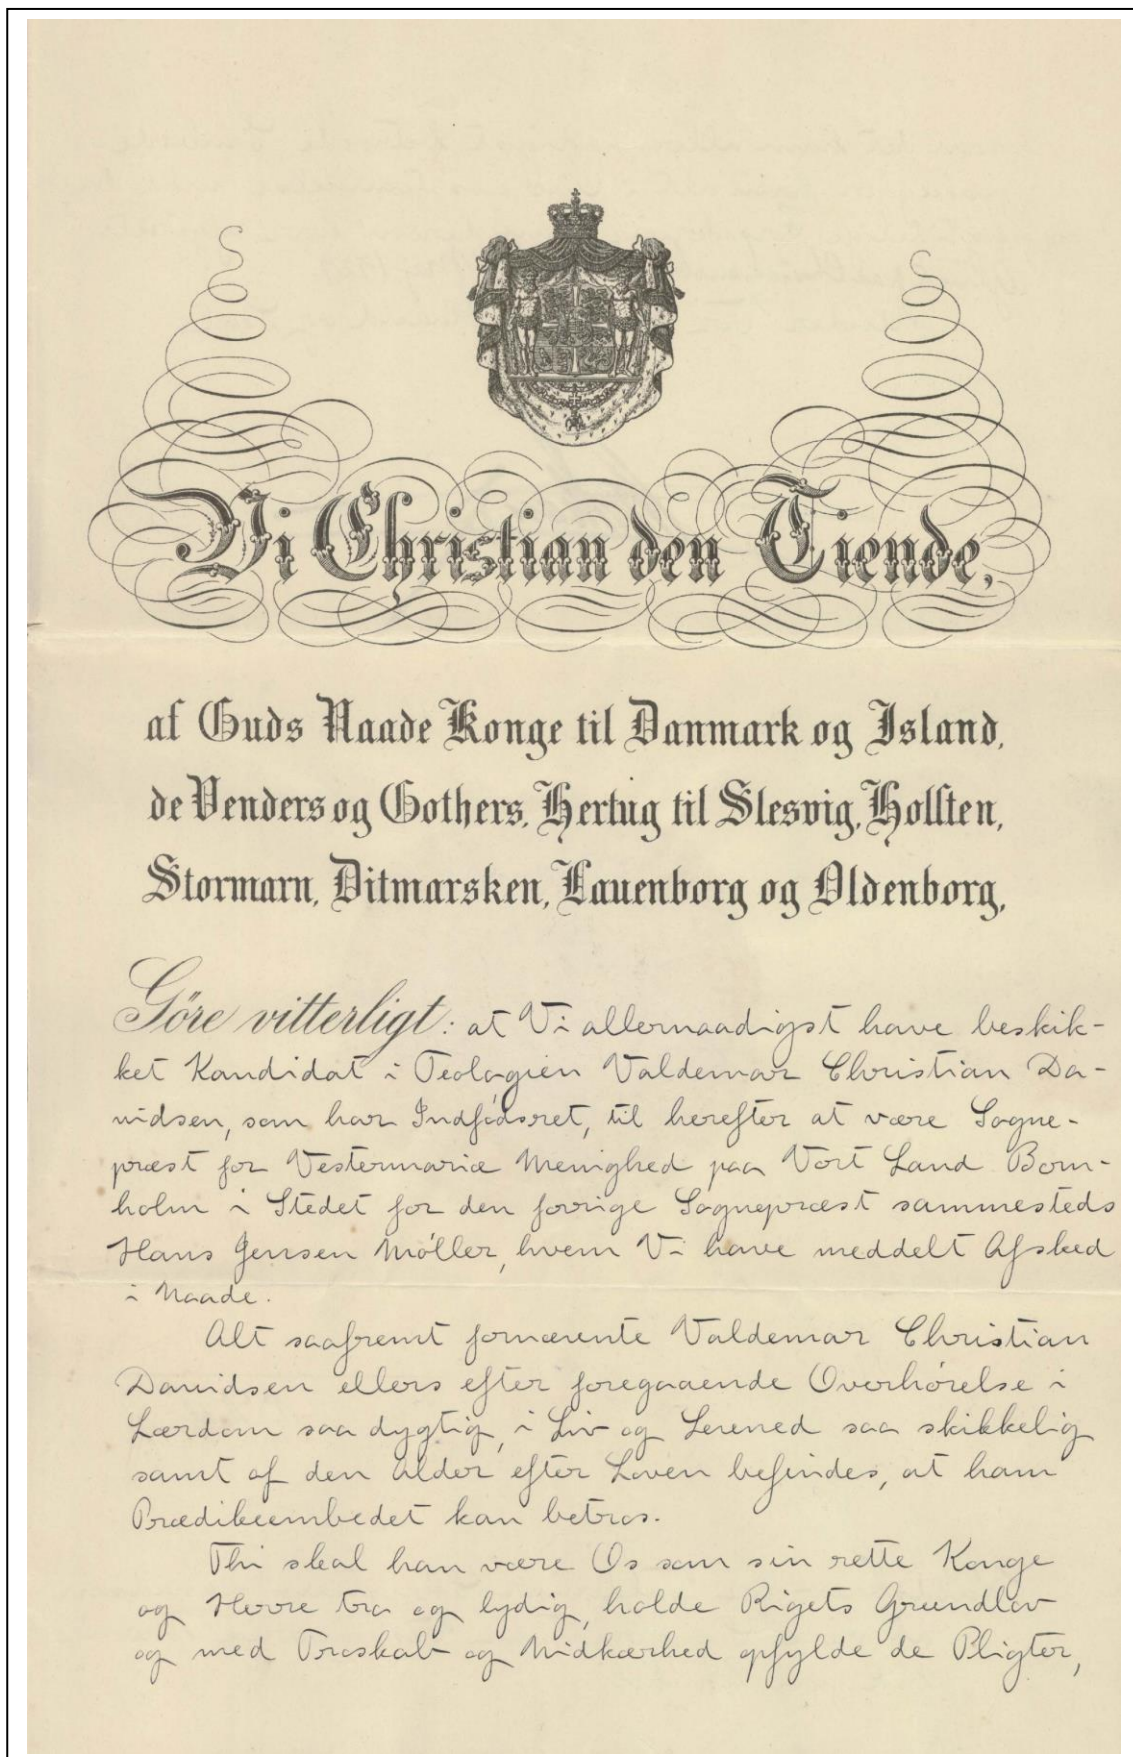 Vi Christian den Tiende,
af Guds Naade Konge til Danmark og Island,
de Venders og Gothers, Hertug til Slesvig, Holsten,
Stormarn, Ditmarsken, Lauenborg og Oldenborg,
Göre vitterligt: at Vi allernaadigst have beskik-
ket Kandidat i Teologien Valdemar Christian Da-
vidsen, som har Indfødsret, til herefter at være Sogne-
præst for Vestermariæ Menighed paa Vort Land Born-
holm i Stedet for den forrige Sognepræst sammesteds
Hans Jensen Møller, hvem Vi have meddelt Afsked
i Naade.
Alt saafremt fornævnte Valdemar Christian
Davidsen ellers efter foregaaende Overhørelse i
Lærdom saa dygtig, i Liv og Levned saa skikkelig
samt af den Alder efter Loven befindes, at ham
Prædikeembedet kan betros.
Thi skal han være Os som sin rette Konge
og Herre tro og lydig, holde Rigets Grundlov
og med Troskab og Nidkærhed opfylde de Pligter,